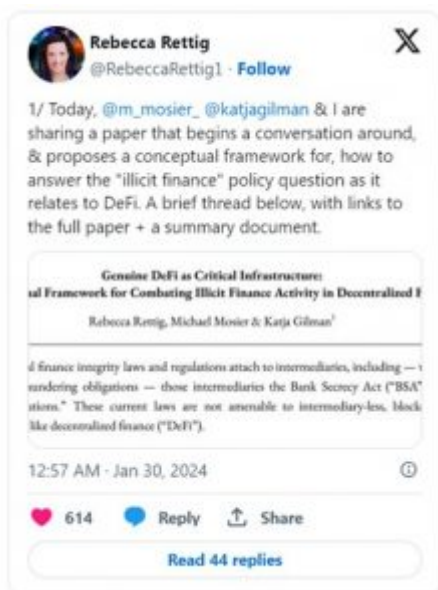 Rebecca Rettig
@RebeccaRettig1 · Follow
1/ Today, @m_mosier_ @katjagilman & I are
sharing a paper that begins a conversation around,
& proposes a conceptual framework for, how to
answer the "illicit finance" policy question as it
relates to DeFi. A brief thread below, with links to
the full paper + a summary document.
Genuine DeFi as Critical Infrastructure:
al Framework for Combating Illicit Finance Activity in Decentralized F
Rebecca Rettig, Michael Mosier & Katja Gilman
l finance integrity laws and regulations attach to intermediaries, including —
aundering obligations — those intermediaries the Bank Secrecy Act ("BSA"
utions." These current laws are not amenable to intermediary-less, block
like decentralized finance ("DeFi").
12:57 AM · Jan 30, 2024
614 Reply Share
Read 44 replies